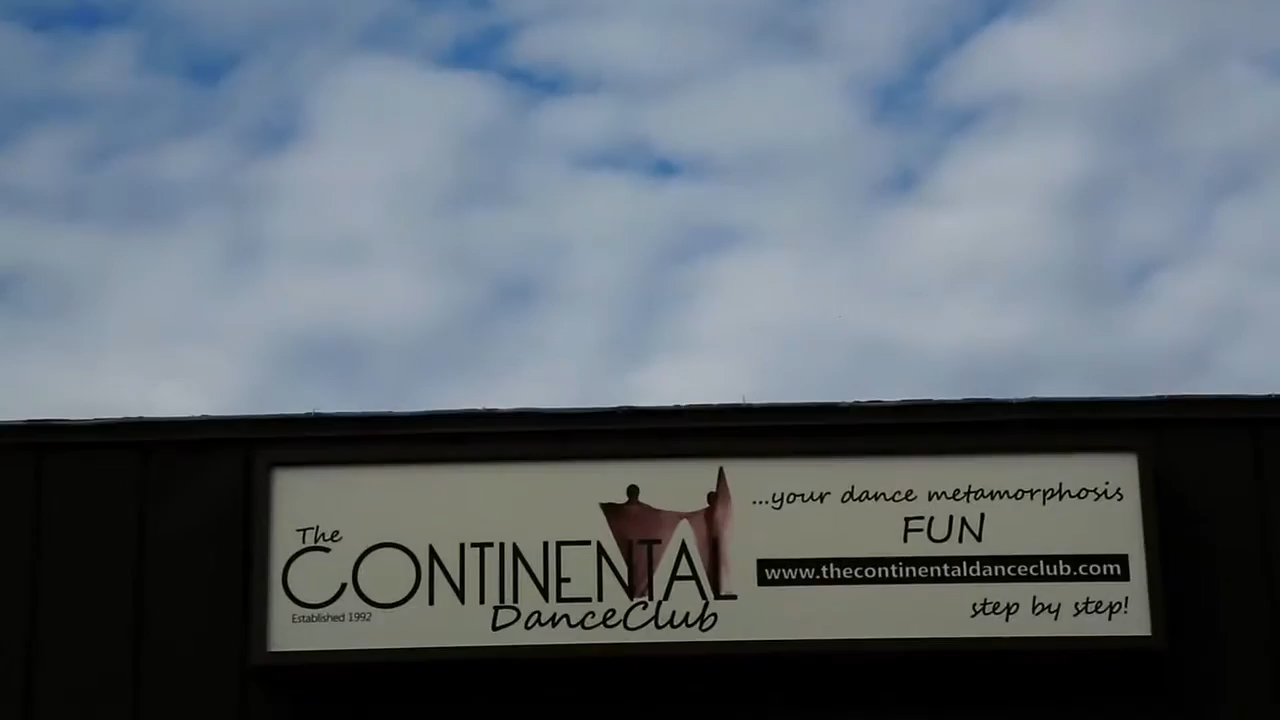 The
CONTINENTAL
DanceClub
Established 1992
...your dance metamorphosis
FUN
www.thecontinentaldanceclub.com
step by step!